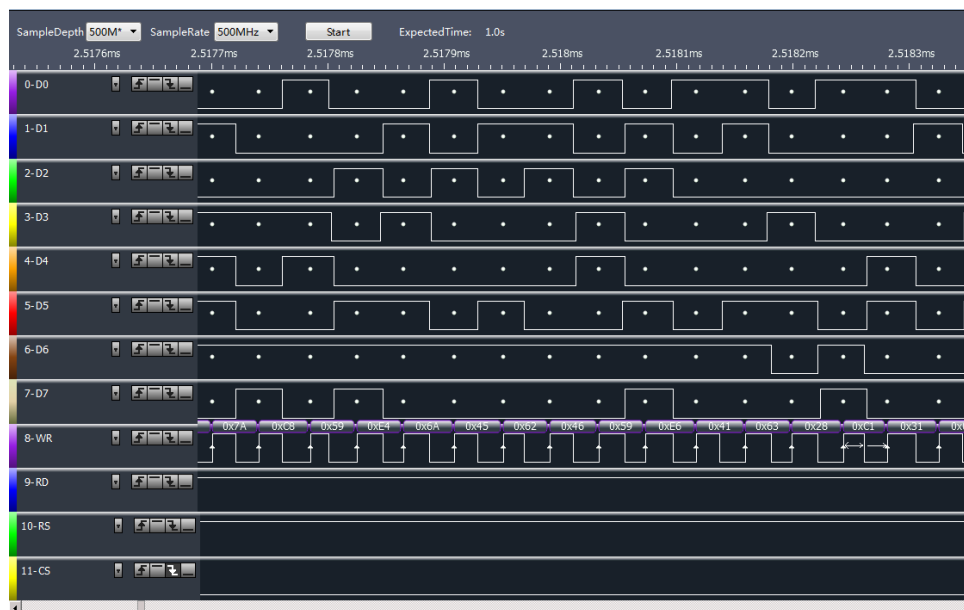 SampleDepth 500M* SampleRate 500MHz Start ExpectedTime: 1.0s
2.5176ms 2.5177ms 2.5178ms 2.5179ms 2.518ms 2.5181ms 2.5182ms 2.5183ms
0-D0
1-D1
2-D2
3-D3
4-D4
5-D5
6-D6
7-D7
0x7A 0xC8 0x59 0xE4 0x6A 0x45 0x62 0x46 0x59 0xE6 0x41 0x63 0x28 0xC1 0x31
8-WR
9-RD
10-RS
11-CS